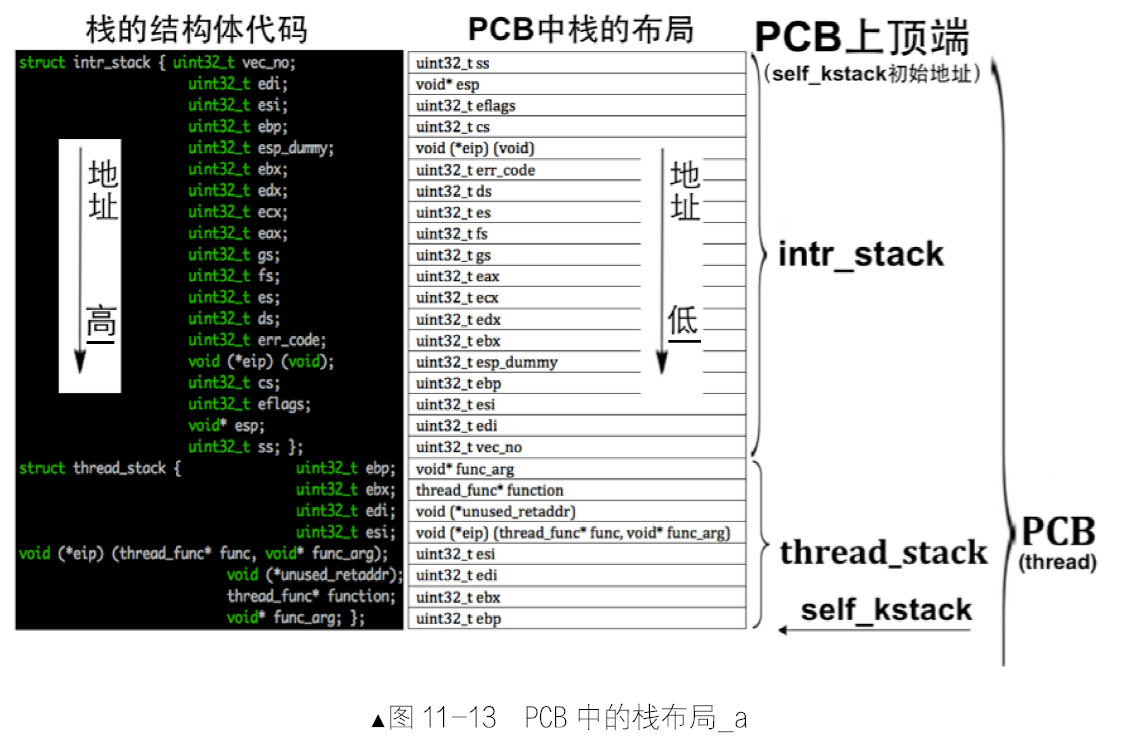 栈的结构体代码
struct intr_stack { uint32_t vec_no;
uint32_t edi;
uint32_t esi;
uint32_t ebp;
uint32_t esp_dummy;
uint32_t ebx;
uint32_t edx;
uint32_t ecx;
uint32_t eax;
uint32_t gs;
uint32_t fs;
uint32_t es;
uint32_t ds;
uint32_t err_code;
void (*eip) (void);
uint32_t cs;
uint32_t eflags;
void* esp;
uint32_t ss; };
struct thread_stack { uint32_t ebp;
uint32_t ebx;
uint32_t edi;
uint32_t esi;
void (*eip) (thread_func* func, void* func_arg);
void (*unused_retaddr);
thread_func* function;
void* func_arg; };
地
址
高
PCB中栈的布局
uint32_t ss
void* esp
uint32_t eflags
uint32_t cs
void (*eip) (void)
uint32_t err_code
uint32_t ds
uint32_t es
uint32_t fs
uint32_t gs
uint32_t eax
uint32_t ecx
uint32_t edx
uint32_t ebx
uint32_t esp_dummy
uint32_t ebp
uint32_t esi
uint32_t edi
uint32_t vec_no
void* func_arg
thread_func* function
void (*unused_retaddr)
void (*eip) (thread_func* func, void* func_arg)
uint32_t esi
uint32_t edi
uint32_t ebx
uint32_t ebp
地
址
低
PCB上顶端
（self_kstack初始地址）
intr_stack
thread_stack
self_kstack
PCB
(thread)
▲图 11-13 PCB 中的栈布局_a